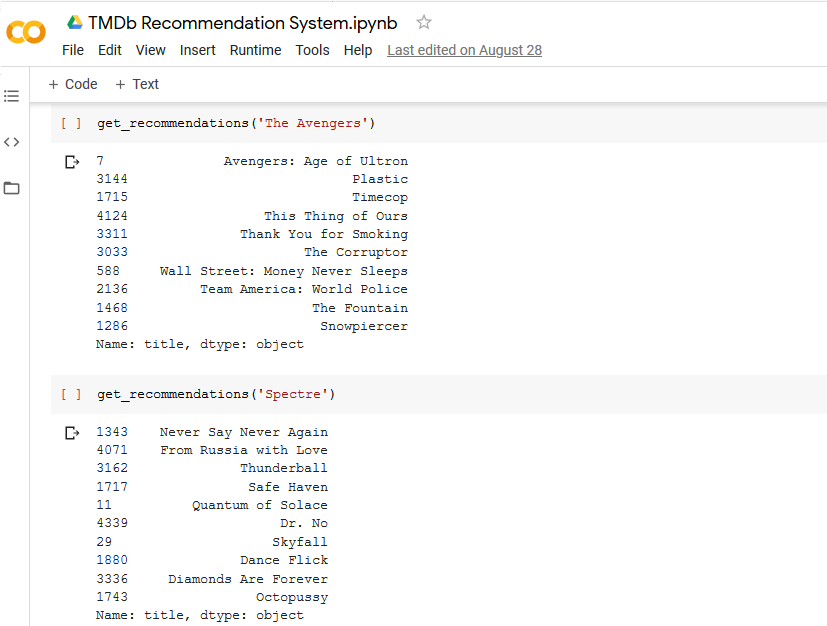 TMDb Recommendation System.ipynb
File Edit View Insert Runtime Tools Help Last edited on August 28
+ Code + Text
[ ] get_recommendations('The Avengers')
7 Avengers: Age of Ultron
3144 Plastic
1715 Timecop
4124 This Thing of Ours
3311 Thank You for Smoking
3033 The Corruptor
588 Wall Street: Money Never Sleeps
2136 Team America: World Police
1468 The Fountain
1286 Snowpiercer
Name: title, dtype: object
[ ] get_recommendations('Spectre')
1343 Never Say Never Again
4071 From Russia with Love
3162 Thunderball
1717 Safe Haven
11 Quantum of Solace
4339 Dr. No
29 Skyfall
1880 Dance Flick
3336 Diamonds Are Forever
1743 Octopussy
Name: title, dtype: object